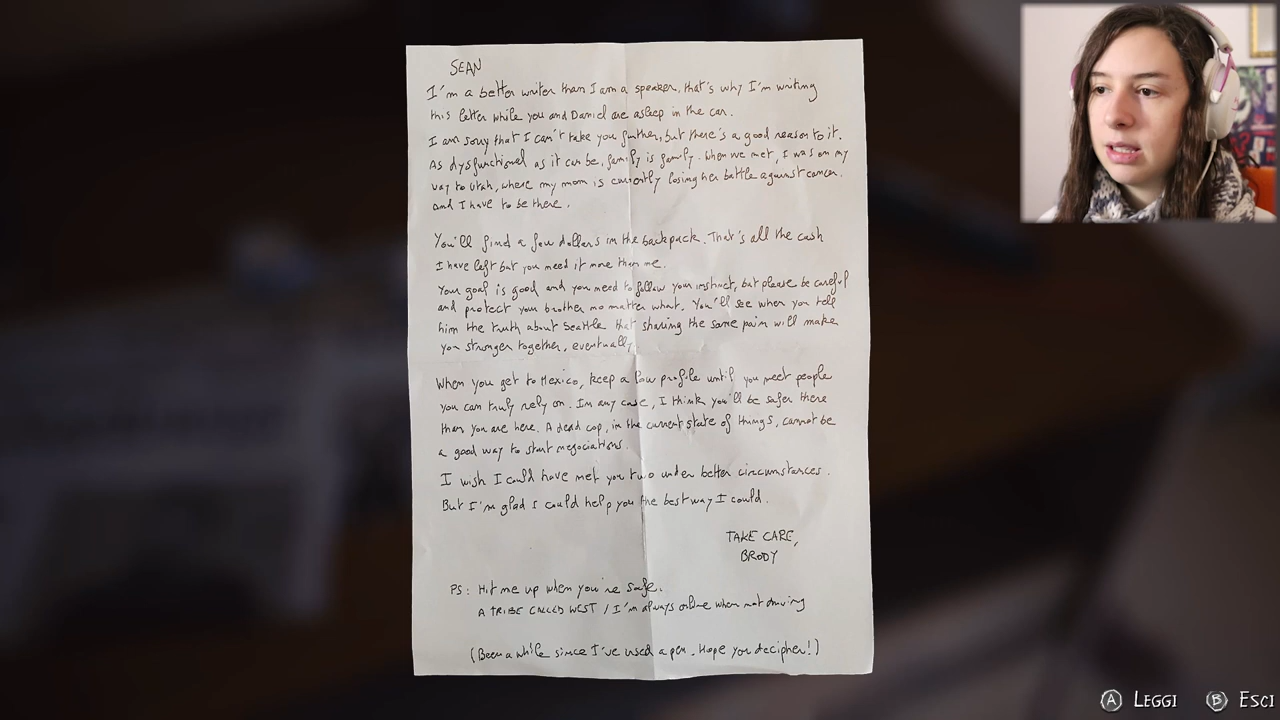 SEAN
I'm a better writer than I am a speaker, that's why I'm writing
this letter while you and Daniel are asleep in the car.
I am sorry that I can't take you further, but there's a good reason to it.
As dysfunctional as it can be, family is family. When we met, I was on my
way to Utah, where my mom is currently losing her battle against cancer.
And I have to be there.
You'll find a few dollars in the backpack. That's all the cash
I have left but you need it more than me.
Your goal is good and you need to follow your instinct, but please be careful
and protect your brother no matter what. You'll see when you tell
him the truth about Seattle that sharing the same pain will make
you stronger together, eventually.
When you get to Mexico, keep a low profile until you meet people
you can truly rely on. In any case, I think you'll be safer there
than you are here. A dead cop, in the current state of things, cannot be
a good way to start negociations.
I wish I could have met you two under better circumstances.
But I'm glad I could help you the best way I could.
TAKE CARE,
BRODY
PS: Hit me up when you're safe.
A TRIBE CALLED WEST / I'm always online when not driving
(Been a while since I've used a pen. Hope you decipher!)
A LEGGI B ESCI